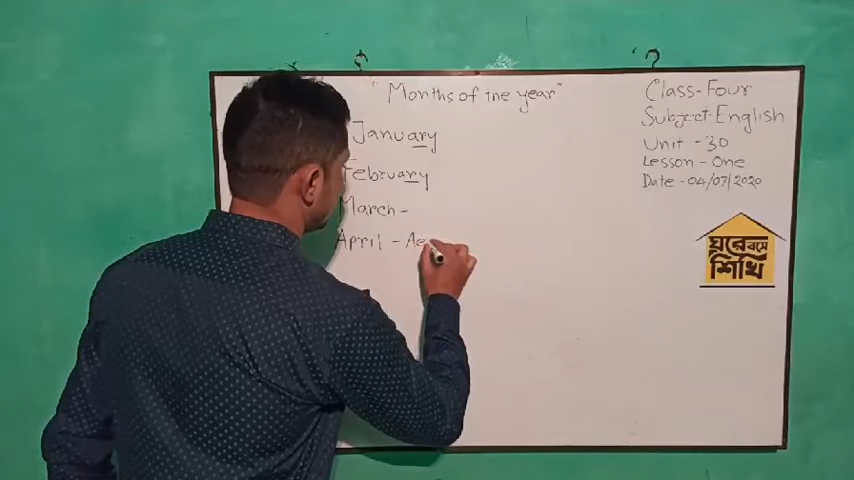 "Months of the year"
January
February
March -
April -
Class-Four
Subject-English
Unit - 30
Lesson - One
Date - 04/07/2020
ঘরে বসে
শিখি